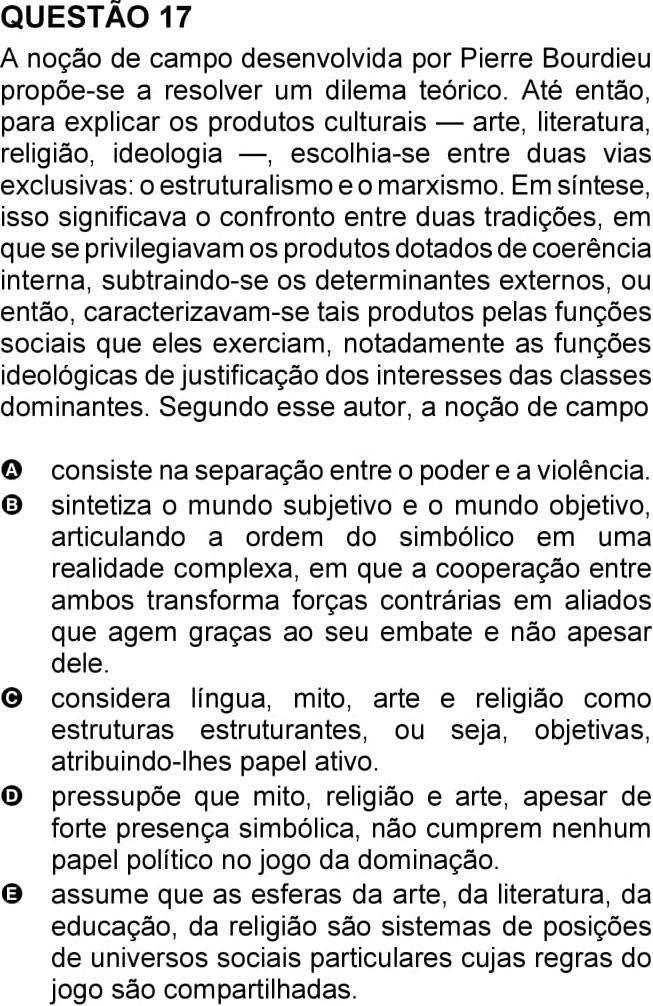 QUESTÃO 17
A noção de campo desenvolvida por Pierre Bourdieu
propõe-se a resolver um dilema teórico. Até então,
para explicar os produtos culturais — arte, literatura,
religião, ideologia —, escolhia-se entre duas vias
exclusivas: o estruturalismo e o marxismo. Em síntese,
isso significava o confronto entre duas tradições, em
que se privilegiavam os produtos dotados de coerência
interna, subtraindo-se os determinantes externos, ou
então, caracterizavam-se tais produtos pelas funções
sociais que eles exerciam, notadamente as funções
ideológicas de justificação dos interesses das classes
dominantes. Segundo esse autor, a noção de campo
A consiste na separação entre o poder e a violência.
B sintetiza o mundo subjetivo e o mundo objetivo,
articulando a ordem do simbólico em uma
realidade complexa, em que a cooperação entre
ambos transforma forças contrárias em aliados
que agem graças ao seu embate e não apesar
dele.
C considera língua, mito, arte e religião como
estruturas estruturantes, ou seja, objetivas,
atribuindo-lhes papel ativo.
D pressupõe que mito, religião e arte, apesar de
forte presença simbólica, não cumprem nenhum
papel político no jogo da dominação.
E assume que as esferas da arte, da literatura, da
educação, da religião são sistemas de posições
de universos sociais particulares cujas regras do
jogo são compartilhadas.